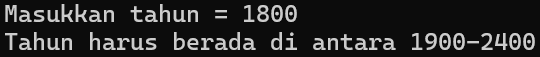 Masukkan tahun = 1800
Tahun harus berada di antara 1900-2400